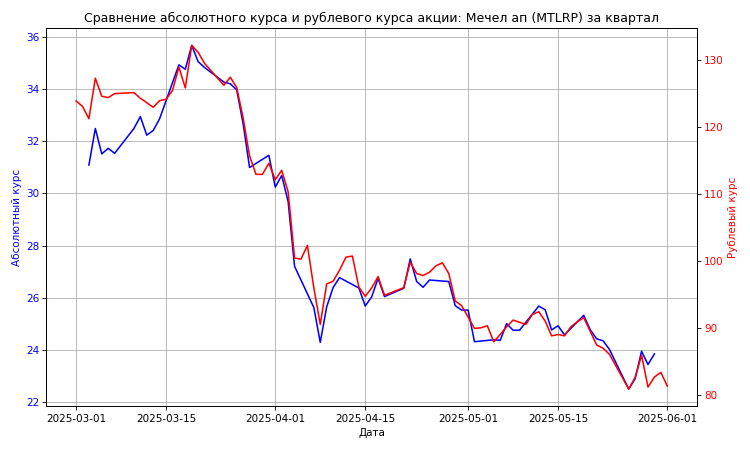 Сравнение абсолютного курса и рублевого курса акции: Мечел ап (MTLRP) за квартал
36
34
32
30
28
26
24
22
Абсолютный курс
130
120
110
100
90
80
Рублевый курс
2025-03-01 2025-03-15 2025-04-01 2025-04-15 2025-05-01 2025-05-15 2025-06-01
Дата